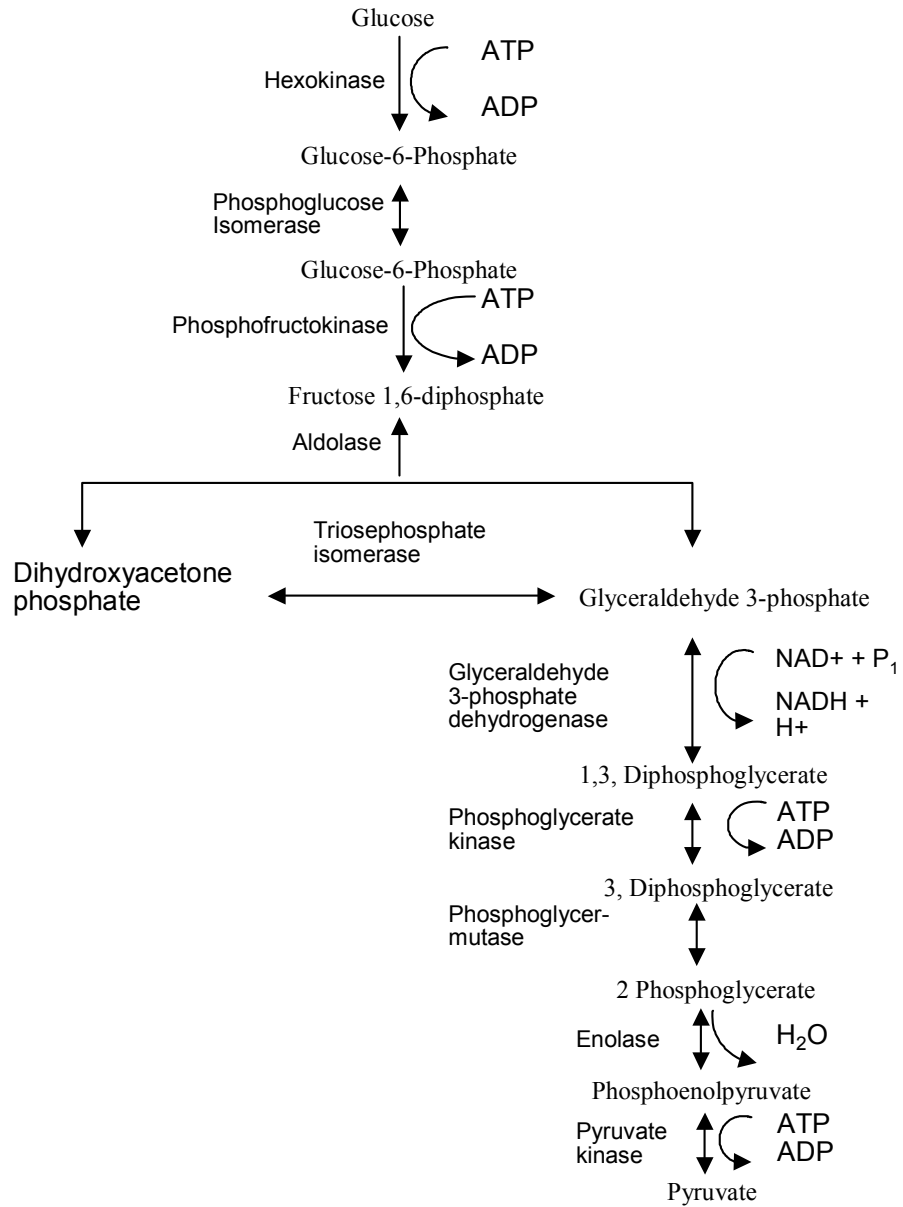 Glucose
ATP
Hexokinase
ADP
Glucose-6-Phosphate
Phosphoglucose
Isomerase
Glucose-6-Phosphate
ATP
Phosphofructokinase
ADP
Fructose 1,6-diphosphate
Aldolase
Triosephosphate
isomerase
Dihydroxyacetone
phosphate
Glyceraldehyde 3-phosphate
Glyceraldehyde
3-phosphate
dehydrogenase
NAD+ + P₁
NADH +
H+
1,3, Diphosphoglycerate
Phosphoglycerate
kinase
ATP
ADP
3, Diphosphoglycerate
Phosphoglycer-
mutase
2 Phosphoglycerate
Enolase
H₂O
Phosphoenolpyruvate
Pyruvate
kinase
ATP
ADP
Pyruvate